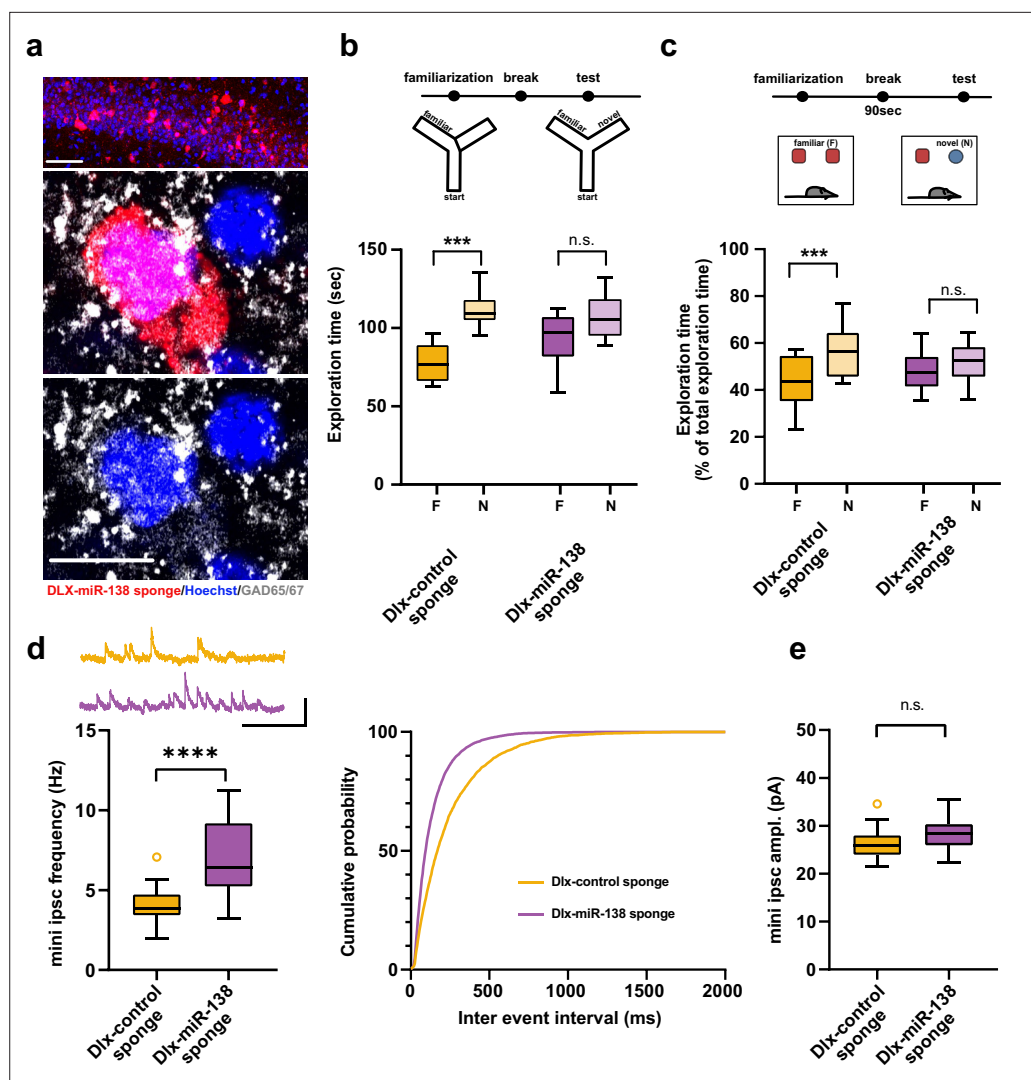 a
DLX-miR-138 sponge/Hoechst/GAD65/67
b
familiarization break test
familiar
start
familiar novel
start
Exploration time (sec)
150
100
50
0
***
n.s.
F N F N
Dlx-control
sponge
Dlx-miR-138
sponge
c
familiarization break test
90sec
familiar (F)
novel (N)
Exploration time
(% of total exploration time)
100
80
60
40
20
0
***
n.s.
F N F N
Dlx-control
sponge
Dlx-miR-138
sponge
d
mini ipsc frequency (Hz)
15
10
5
0
****
Dlx-control
sponge
Dlx-miR-138
sponge
Cumulative probability
100
50
0
Dlx-control sponge
Dlx-miR-138 sponge
0 500 1000 1500 2000
Inter event interval (ms)
e
n.s.
mini ipsc ampl. (pA)
50
40
30
20
10
0
Dlx-control
sponge
Dlx-miR-138
sponge